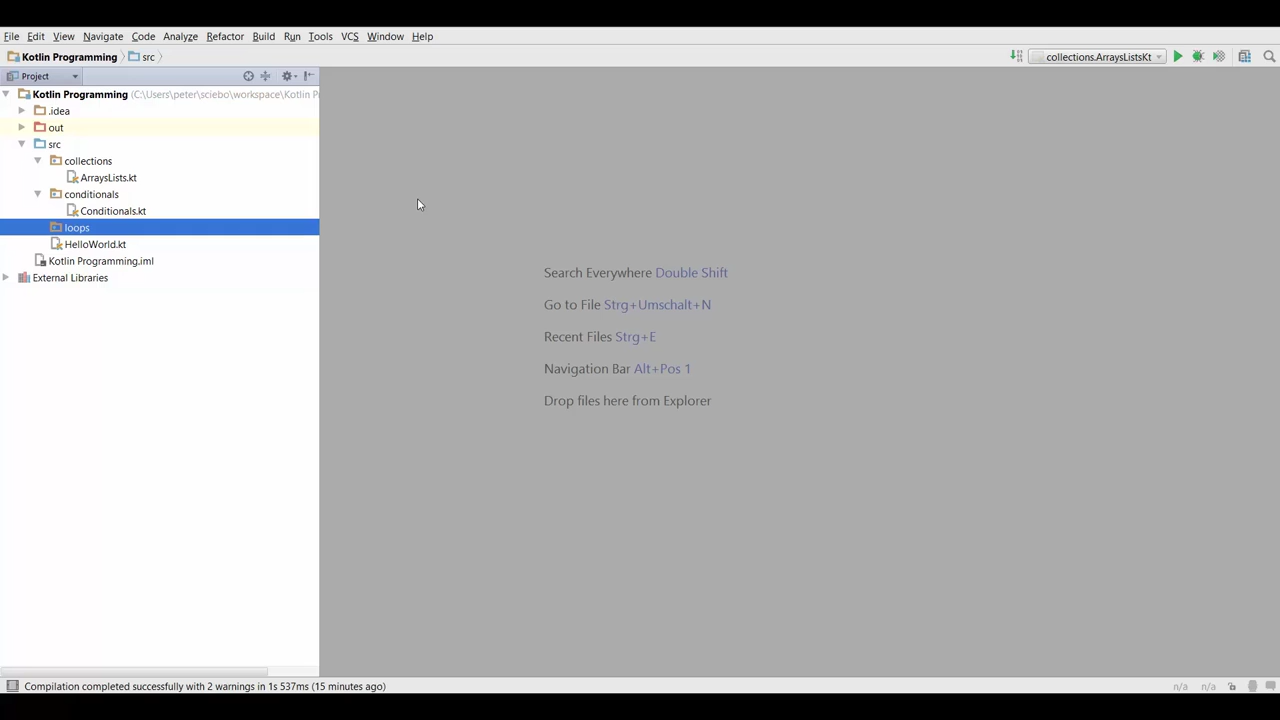 File Edit View Navigate Code Analyze Refactor Build Run Tools VCS Window Help
Kotlin Programming src collections.ArraysListsKt
Project
Kotlin Programming (C:\Users\peter\sciebo\workspace\Kotlin P
.idea
out
src
collections
ArraysLists.kt
conditionals
Conditionals.kt
loops
HelloWorld.kt
Kotlin Programming.iml
External Libraries
Search Everywhere Double Shift
Go to File Strg+Umschalt+N
Recent Files Strg+E
Navigation Bar Alt+Pos 1
Drop files here from Explorer
Compilation completed successfully with 2 warnings in 1s 537ms (15 minutes ago) n/a n/a